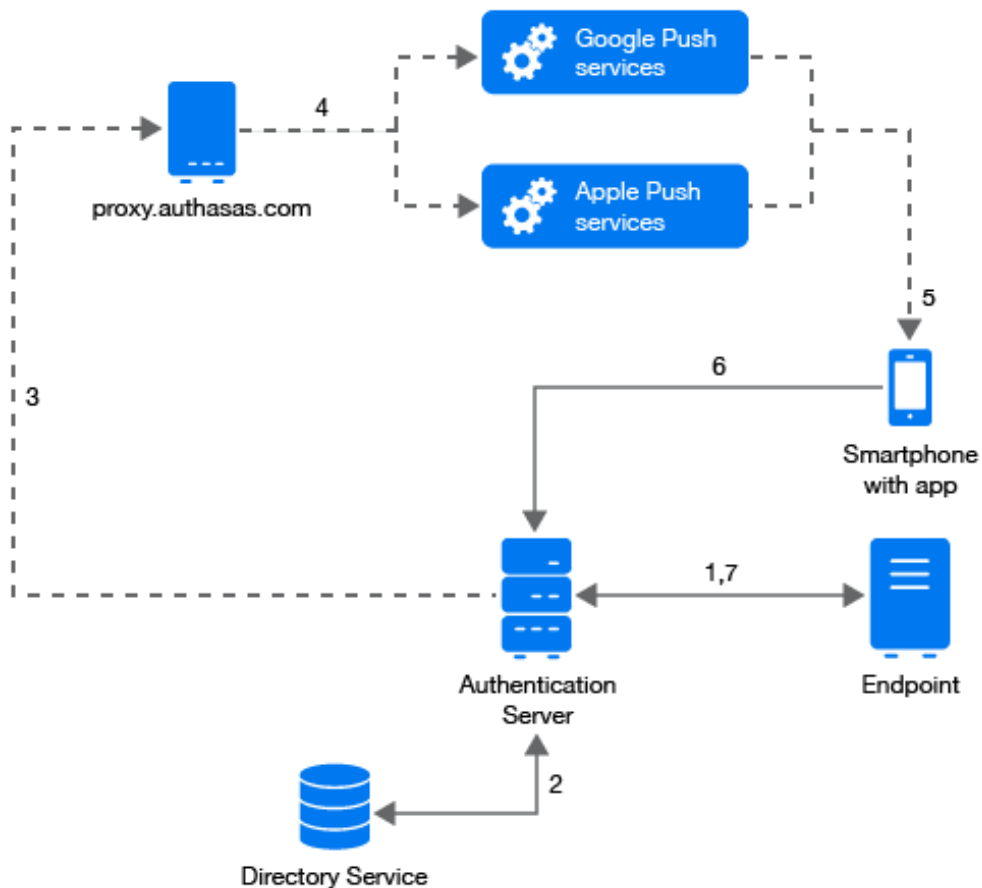 Google Push
services
4
proxy.authasas.com
Apple Push
services
5
6
3
Smartphone
with app
1,7
Authentication
Server
Endpoint
2
Directory Service